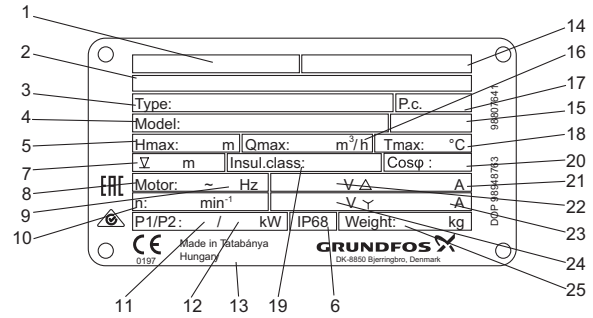 1
14
2
16
3
Type:
P.c.
17
4
Model:
15
5
Hmax: m
Qmax: m³/h
Tmax: °C
18
7
∇ m
Insul.class:
Cosφ :
20
8
EAC
Motor: ~ Hz
V △ A
21
9
22
10
n: min⁻¹
V Y A
23
P1/P2: / kW
IP68
Weight: kg
24
CE
0197
Made in Tatabánya
Hungary
GRUNDFOS
DK-8850 Bjerringbro, Denmark
25
11
12
13
19
6
98807641
DOP 98948763